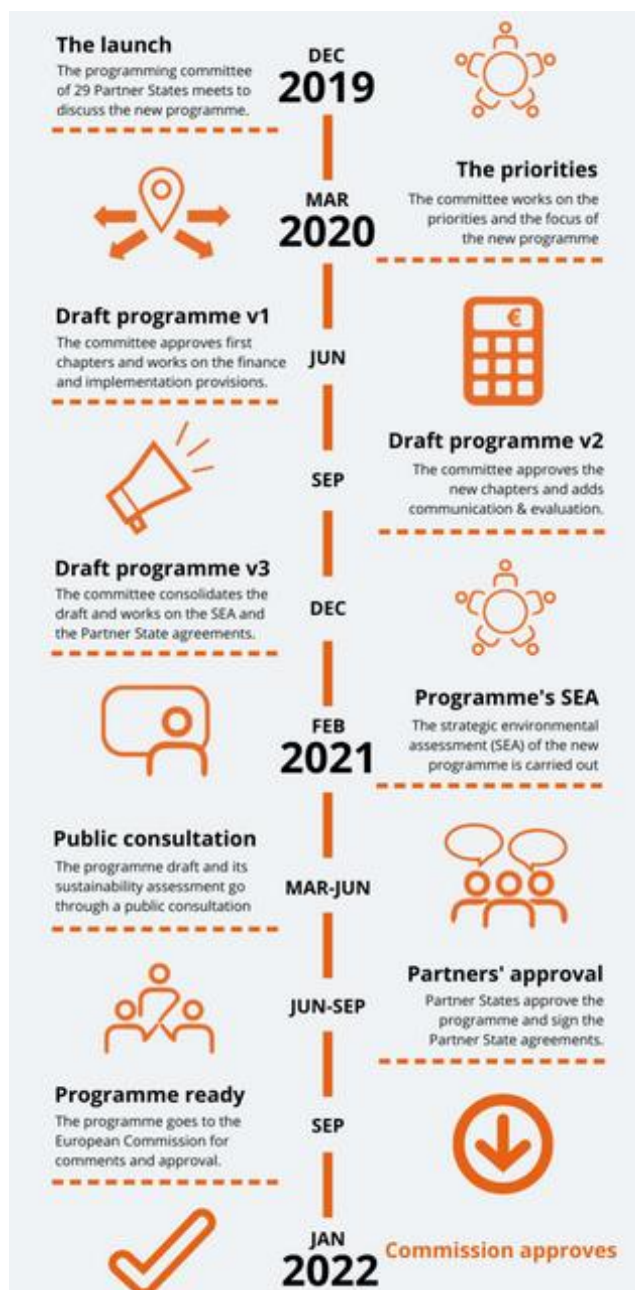 The launch
The programming committee
of 29 Partner States meets to
discuss the new programme.
DEC
2019
The priorities
The committee works on the
priorities and the focus of
the new programme
MAR
2020
Draft programme v1
The committee approves first
chapters and works on the finance
and implementation provisions.
JUN
€
Draft programme v2
The committee approves the
new chapters and adds
communication & evaluation.
SEP
Draft programme v3
The committee consolidates the
draft and works on the SEA and
the Partner State agreements.
DEC
Programme's SEA
The strategic environmental
assessment (SEA) of the new
programme is carried out
FEB
2021
Public consultation
The programme draft and its
sustainability assessment go
through a public consultation
MAR-JUN
Partners' approval
Partner States approve the
programme and sign the
Partner State agreements.
JUN-SEP
Programme ready
The programme goes to the
European Commission for
comments and approval.
SEP
JAN
2022
Commission approves